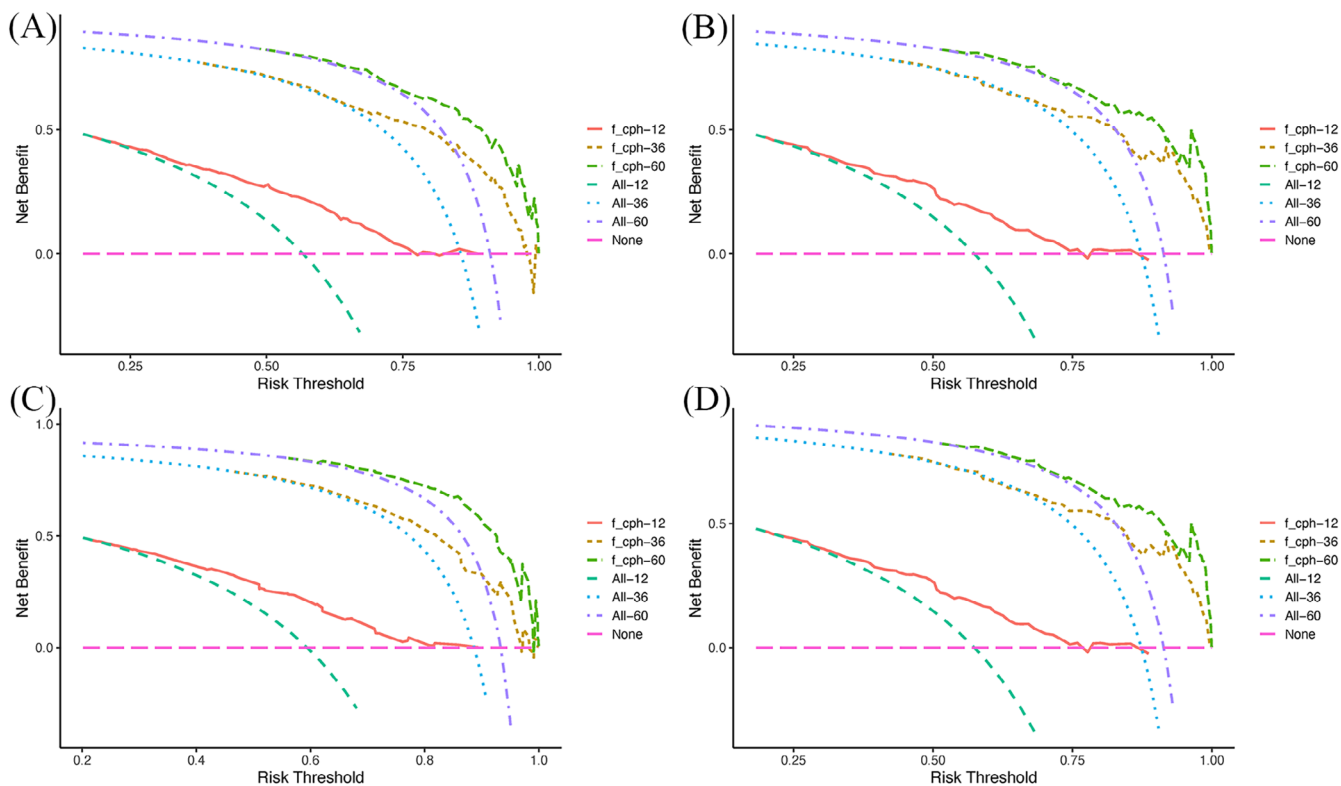 (A)
Net Benefit
0.5
0.0
0.25
0.50
0.75
1.00
Risk Threshold
f_cph−12
f_cph−36
f_cph−60
All−12
All−36
All−60
None
(B)
Net Benefit
0.5
0.0
0.25
0.50
0.75
1.00
Risk Threshold
f_cph−12
f_cph−36
f_cph−60
All−12
All−36
All−60
None
(C)
Net Benefit
1.0
0.5
0.0
0.2
0.4
0.6
0.8
1.0
Risk Threshold
f_cph−12
f_cph−36
f_cph−60
All−12
All−36
All−60
None
(D)
Net Benefit
0.5
0.0
0.25
0.50
0.75
1.00
Risk Threshold
f_cph−12
f_cph−36
f_cph−60
All−12
All−36
All−60
None